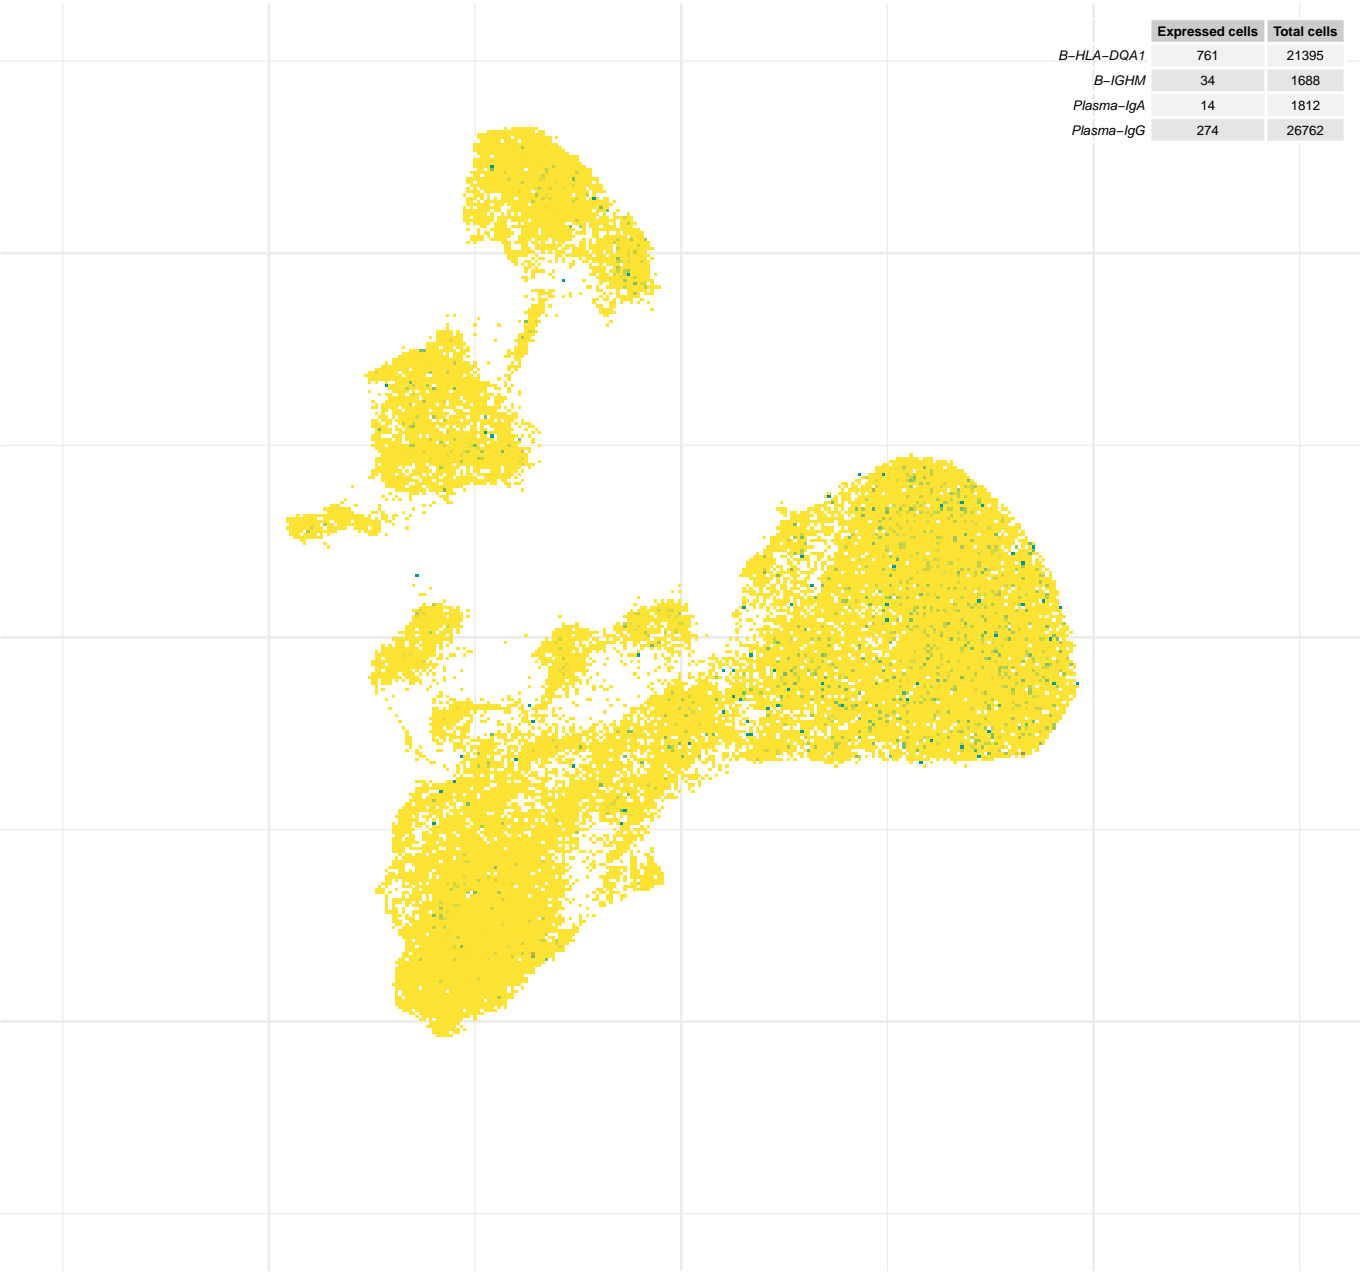 Expressed cells Total cells
B−HLA−DQA1 761 21395
B−IGHM 34 1688
Plasma−IgA 14 1812
Plasma−IgG 274 26762